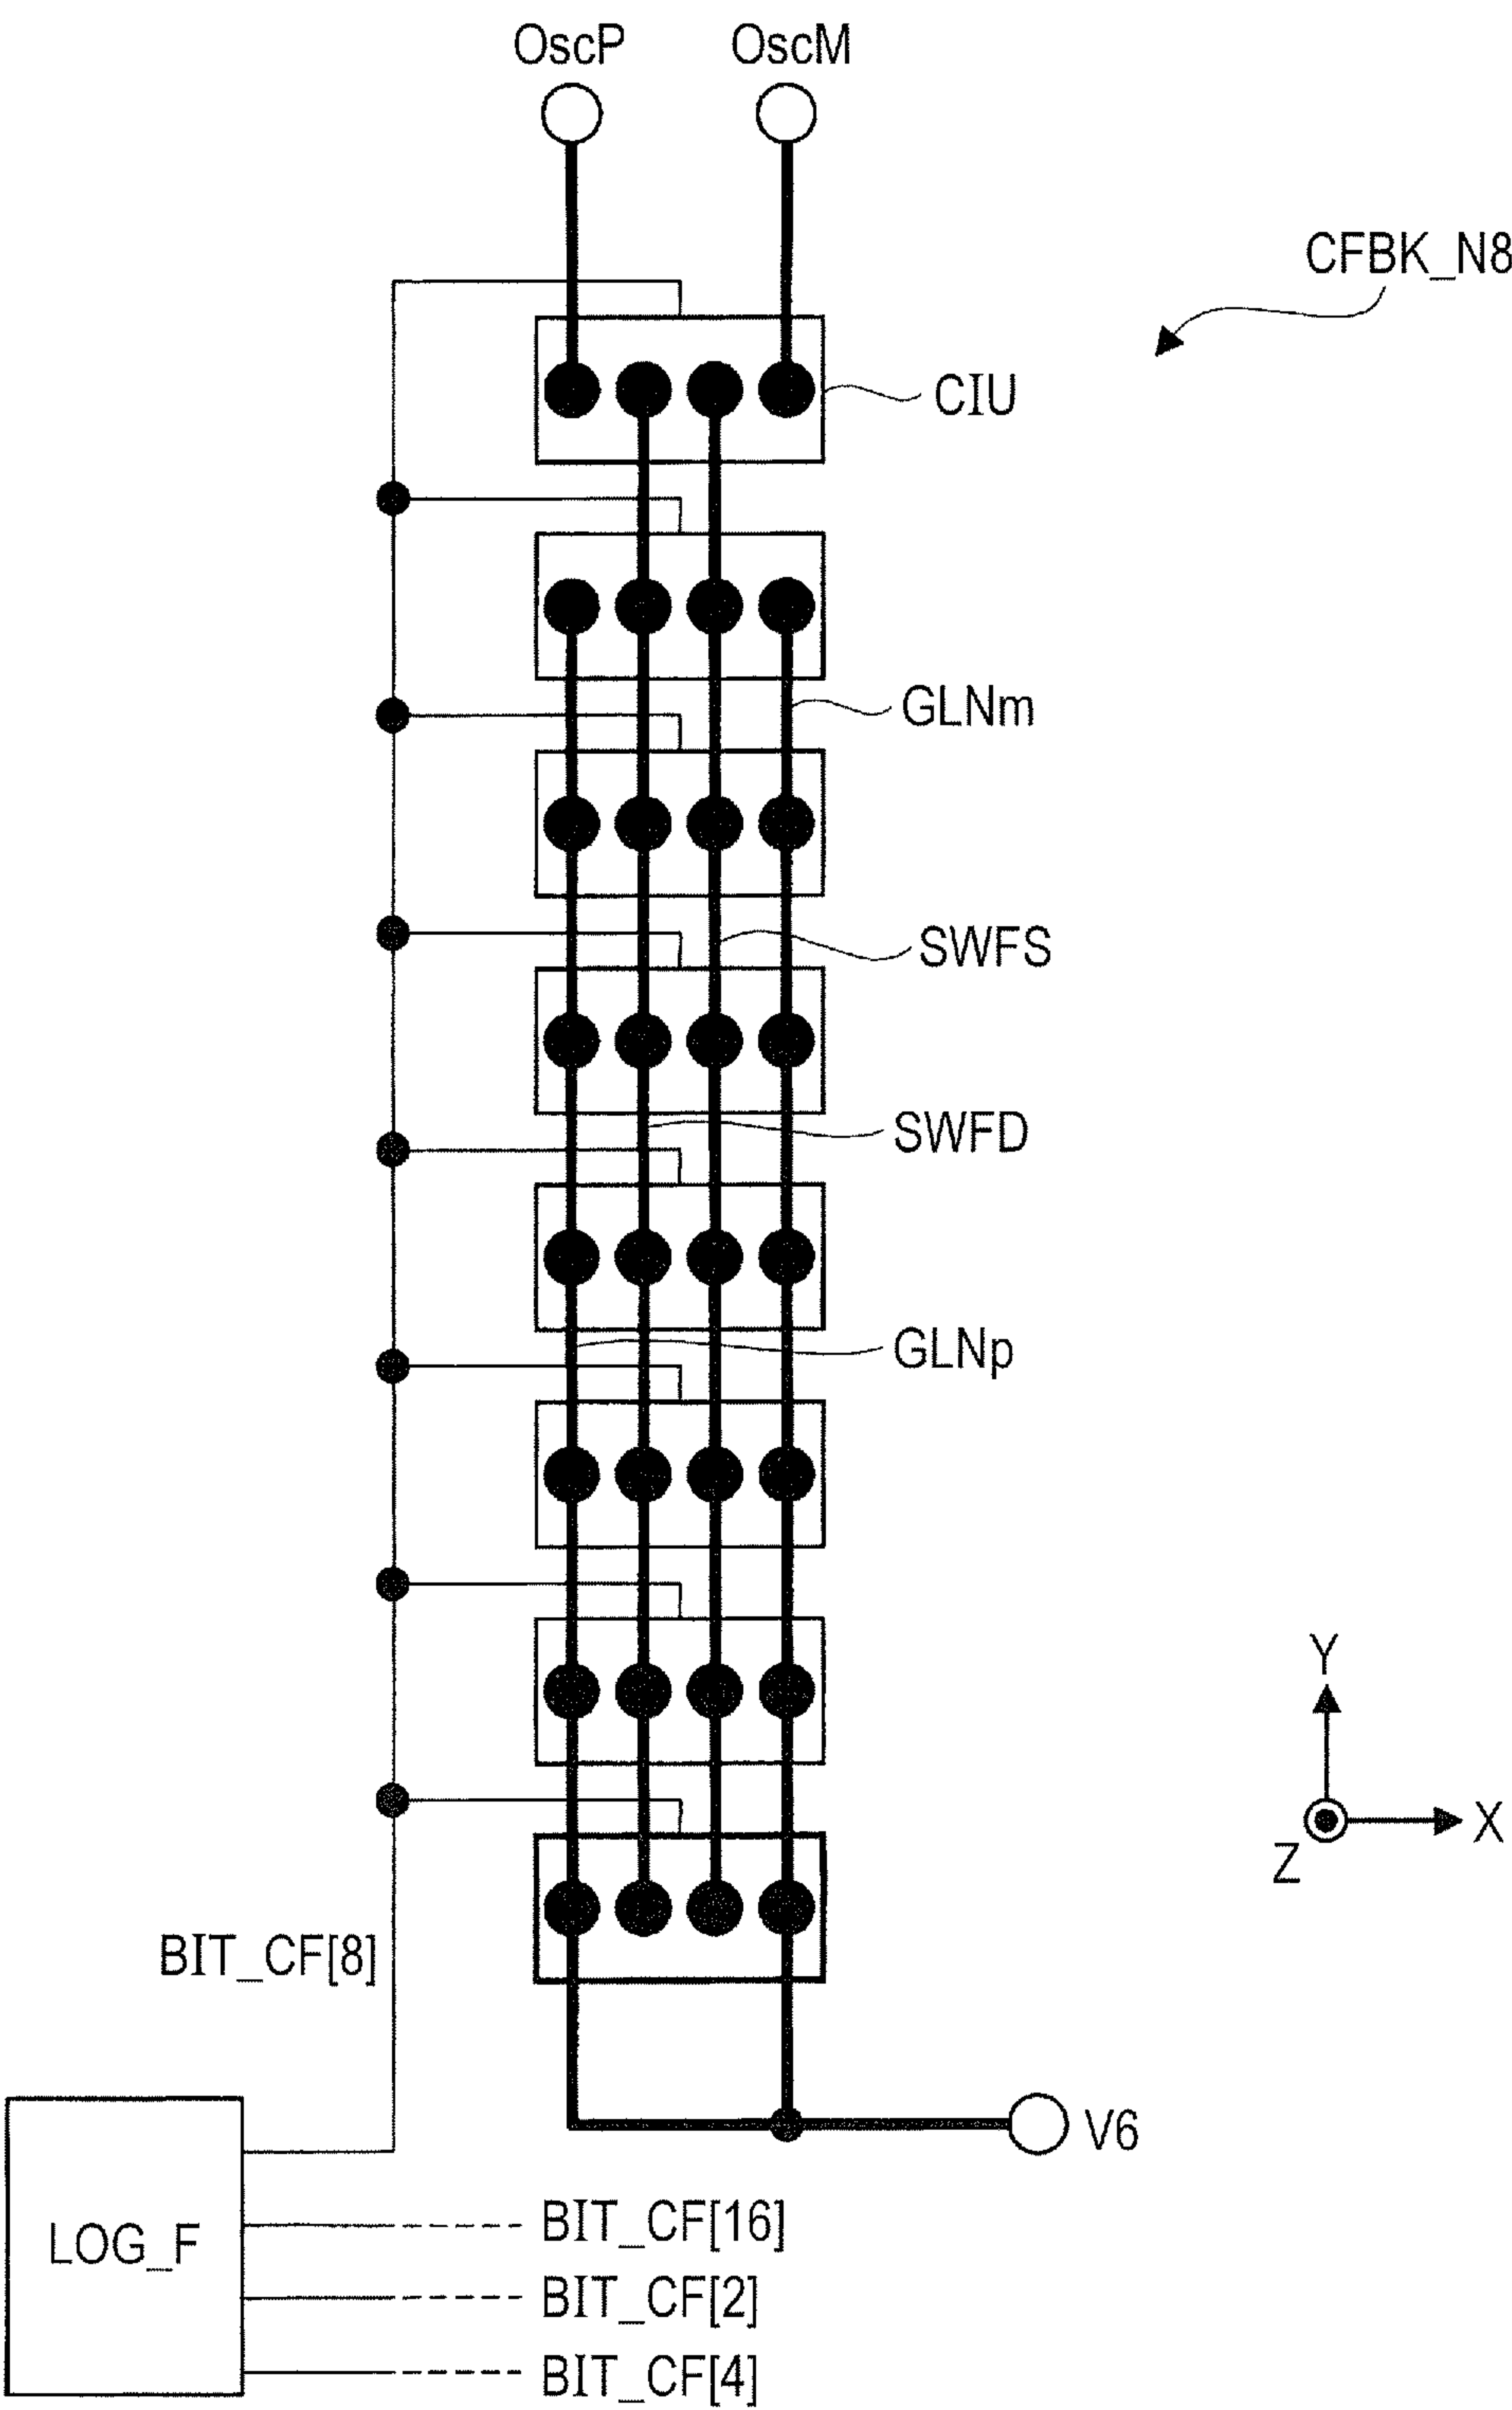 OscP OscM
CFBK_N8
CIU
GLNm
SWFS
SWFD
GLNp
Y
X
Z
BIT_CF[8]
V6
LOG_F
BIT_CF[16]
BIT_CF[2]
BIT_CF[4]